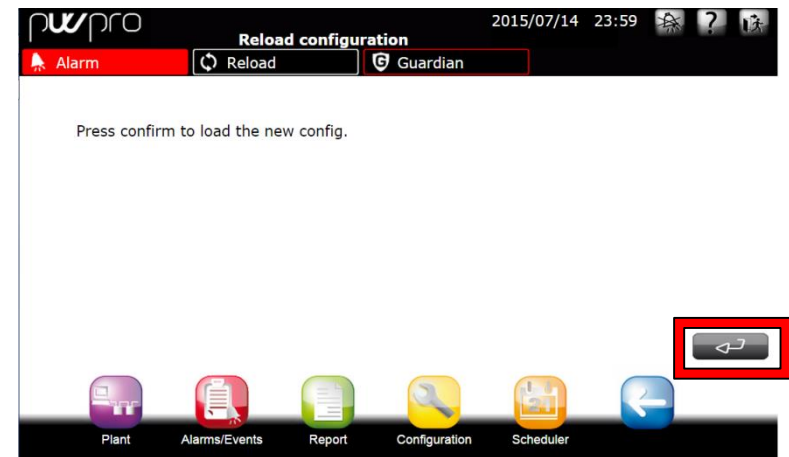 pwpro
2015/07/14 23:59 ?
Reload configuration
Alarm Reload G Guardian
Press confirm to load the new config.
24
Plant Alarms/Events Report Configuration Scheduler